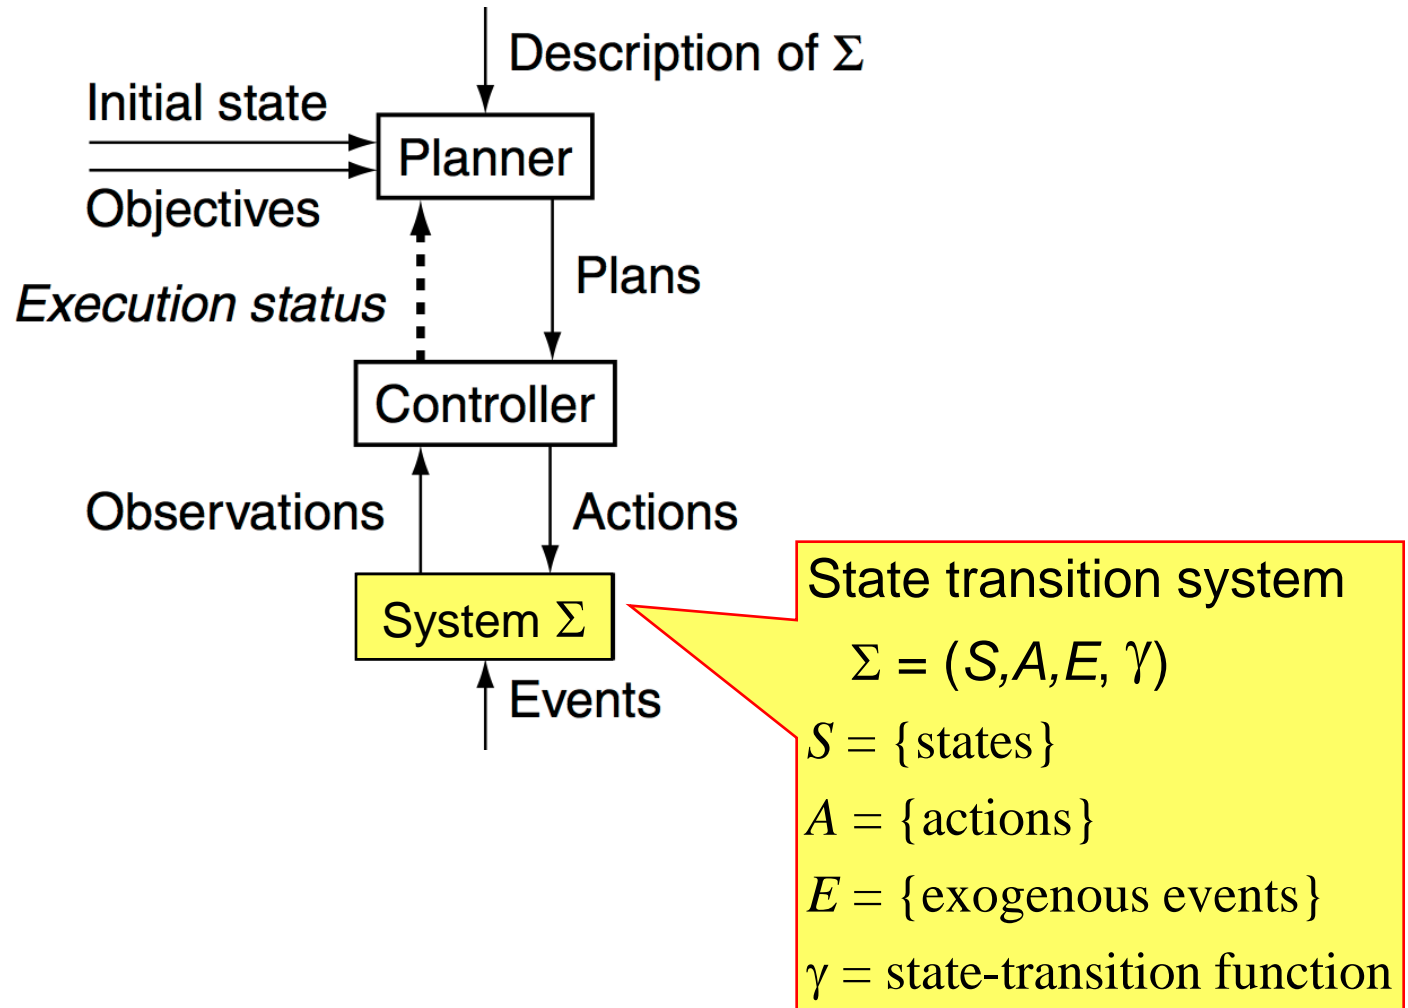 Description of Σ
Initial state
Planner
Objectives
Plans
Execution status
Controller
Observations
Actions
System Σ
Events
State transition system
Σ = (S,A,E, γ)
S = {states}
A = {actions}
E = {exogenous events}
γ = state-transition function